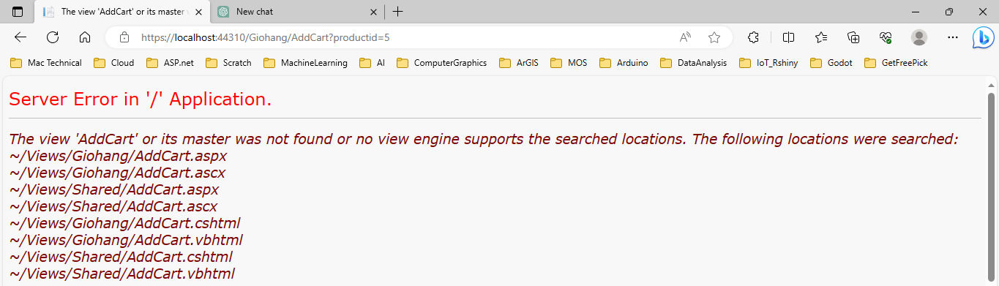 The view 'AddCart' or its master
New chat
https://localhost:44310/Giohang/AddCart?productid=5
Mac Technical Cloud ASP.net Scratch MachineLearning AI ComputerGraphics ArGIS MOS Arduino DataAnalysis IoT_Rshiny Godot GetFreePick
Server Error in '/' Application.
The view 'AddCart' or its master was not found or no view engine supports the searched locations. The following locations were searched:
~/Views/Giohang/AddCart.aspx
~/Views/Giohang/AddCart.ascx
~/Views/Shared/AddCart.aspx
~/Views/Shared/AddCart.ascx
~/Views/Giohang/AddCart.cshtml
~/Views/Giohang/AddCart.vbhtml
~/Views/Shared/AddCart.cshtml
~/Views/Shared/AddCart.vbhtml